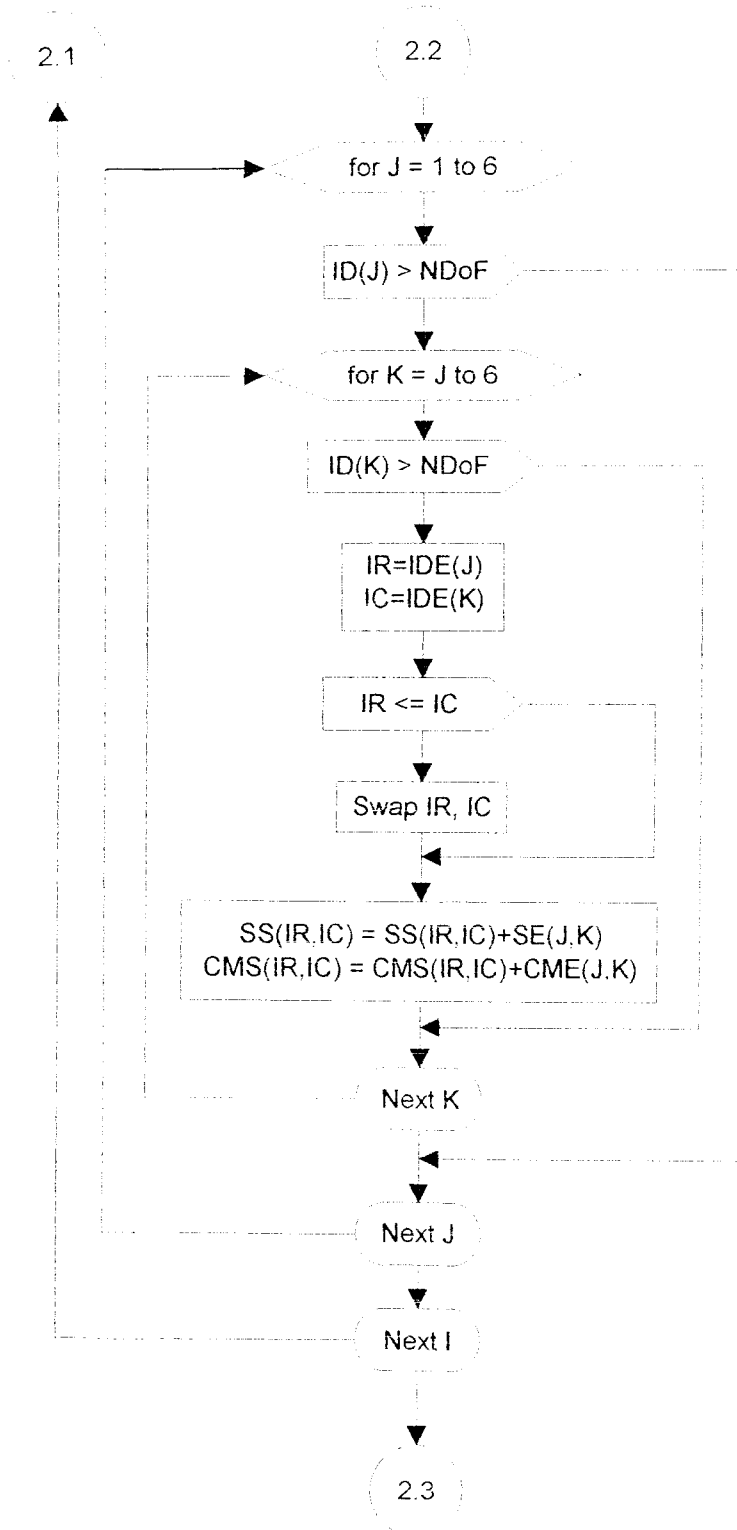 2.1
2.2
for J = 1 to 6
ID(J) > NDoF
for K = J to 6
ID(K) > NDoF
IR=IDE(J)
IC=IDE(K)
IR <= IC
Swap IR, IC
SS(IR,IC) = SS(IR,IC)+SE(J,K)
CMS(IR,IC) = CMS(IR,IC)+CME(J,K)
Next K
Next J
Next I
2.3